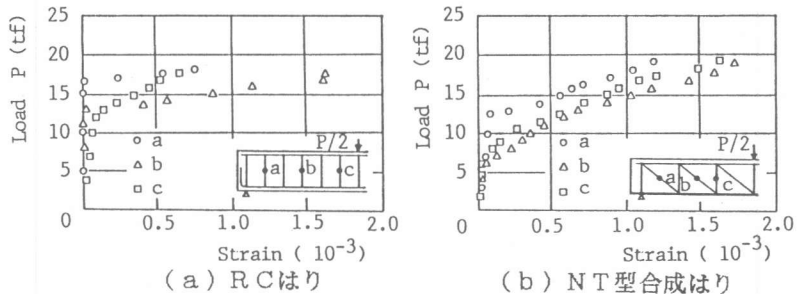 Load P (tf)
25
20
15
10
5
0
○ a
△ b
□ c
P/2
a
b
c
0.5
1.0
1.5
2.0
Strain ( 10⁻³ )
(a) RCはり
Load P (tf)
25
20
15
10
5
0
○ a
△ b
□ c
P/2
a
b
c
0.5
1.0
1.5
2.0
Strain ( 10⁻³ )
(b) NT型合成はり